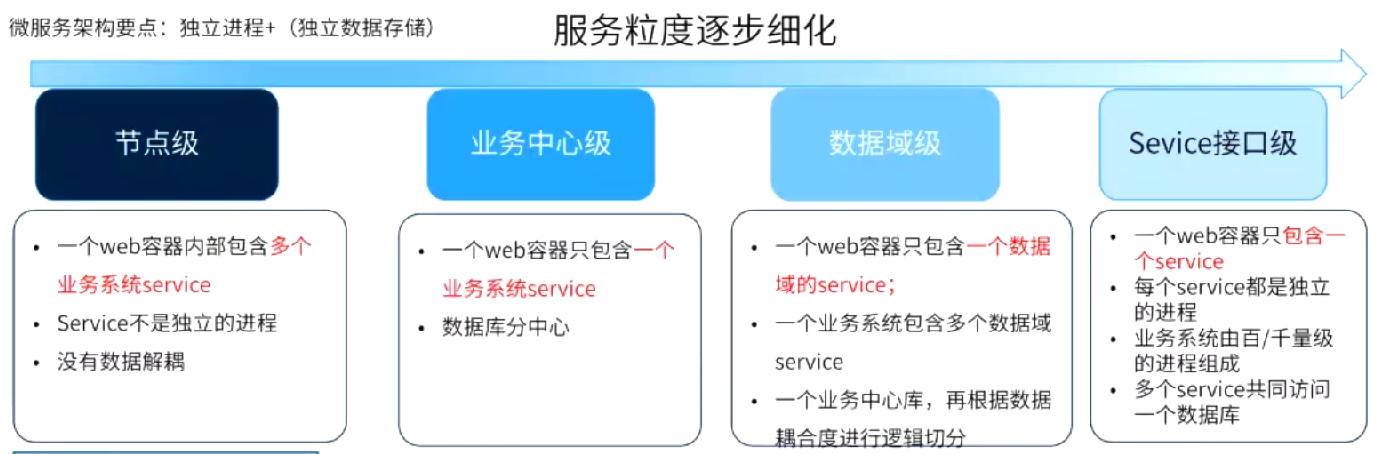 微服务架构要点：独立进程+（独立数据存储）
服务粒度逐步细化
节点级
业务中心级
数据域级
Sevice接口级
• 一个web容器内部包含多个
业务系统service
• Service不是独立的进程
• 没有数据解耦
• 一个web容器只包含一个
业务系统service
• 数据库分中心
• 一个web容器只包含一个数据
域的service；
• 一个业务系统包含多个数据域
service
• 一个业务中心库，再根据数据
耦合度进行逻辑切分
• 一个web容器只包含一
个service
• 每个service都是独立
的进程
• 业务系统由百/千量级
的进程组成
• 多个service共同访问
一个数据库